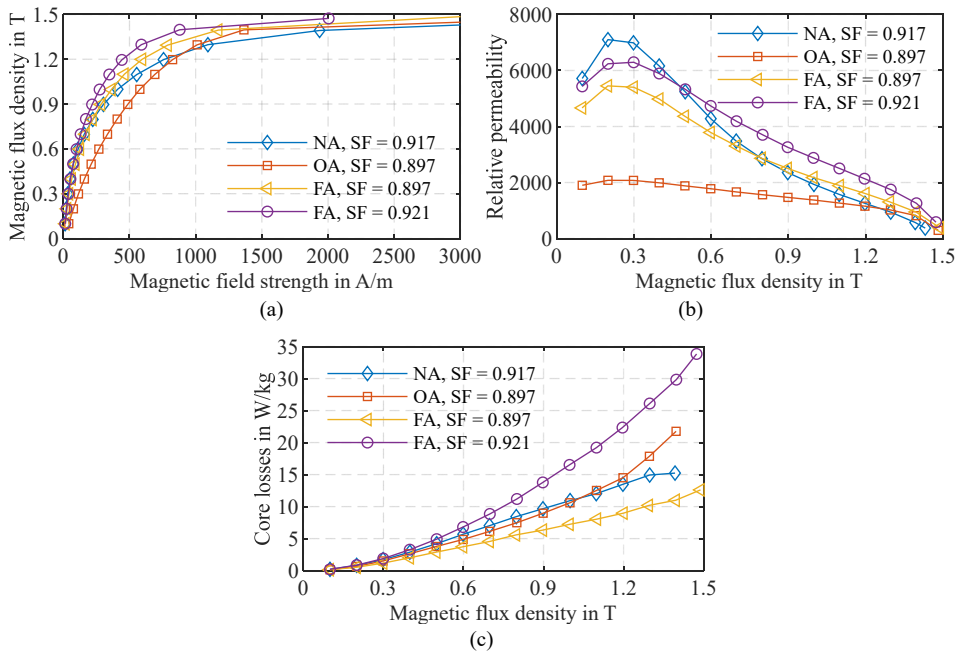 Magnetic flux density in T
1.5
1.2
0.9
0.6
0.3
0
NA, SF = 0.917
OA, SF = 0.897
FA, SF = 0.897
FA, SF = 0.921
0 500 1000 1500 2000 2500 3000
Magnetic field strength in A/m
(a)
Relative permeability
8000
6000
4000
2000
0
NA, SF = 0.917
OA, SF = 0.897
FA, SF = 0.897
FA, SF = 0.921
0 0.3 0.6 0.9 1.2 1.5
Magnetic flux density in T
(b)
Core losses in W/kg
35
30
25
20
15
10
5
0
NA, SF = 0.917
OA, SF = 0.897
FA, SF = 0.897
FA, SF = 0.921
0 0.3 0.6 0.9 1.2 1.5
Magnetic flux density in T
(c)